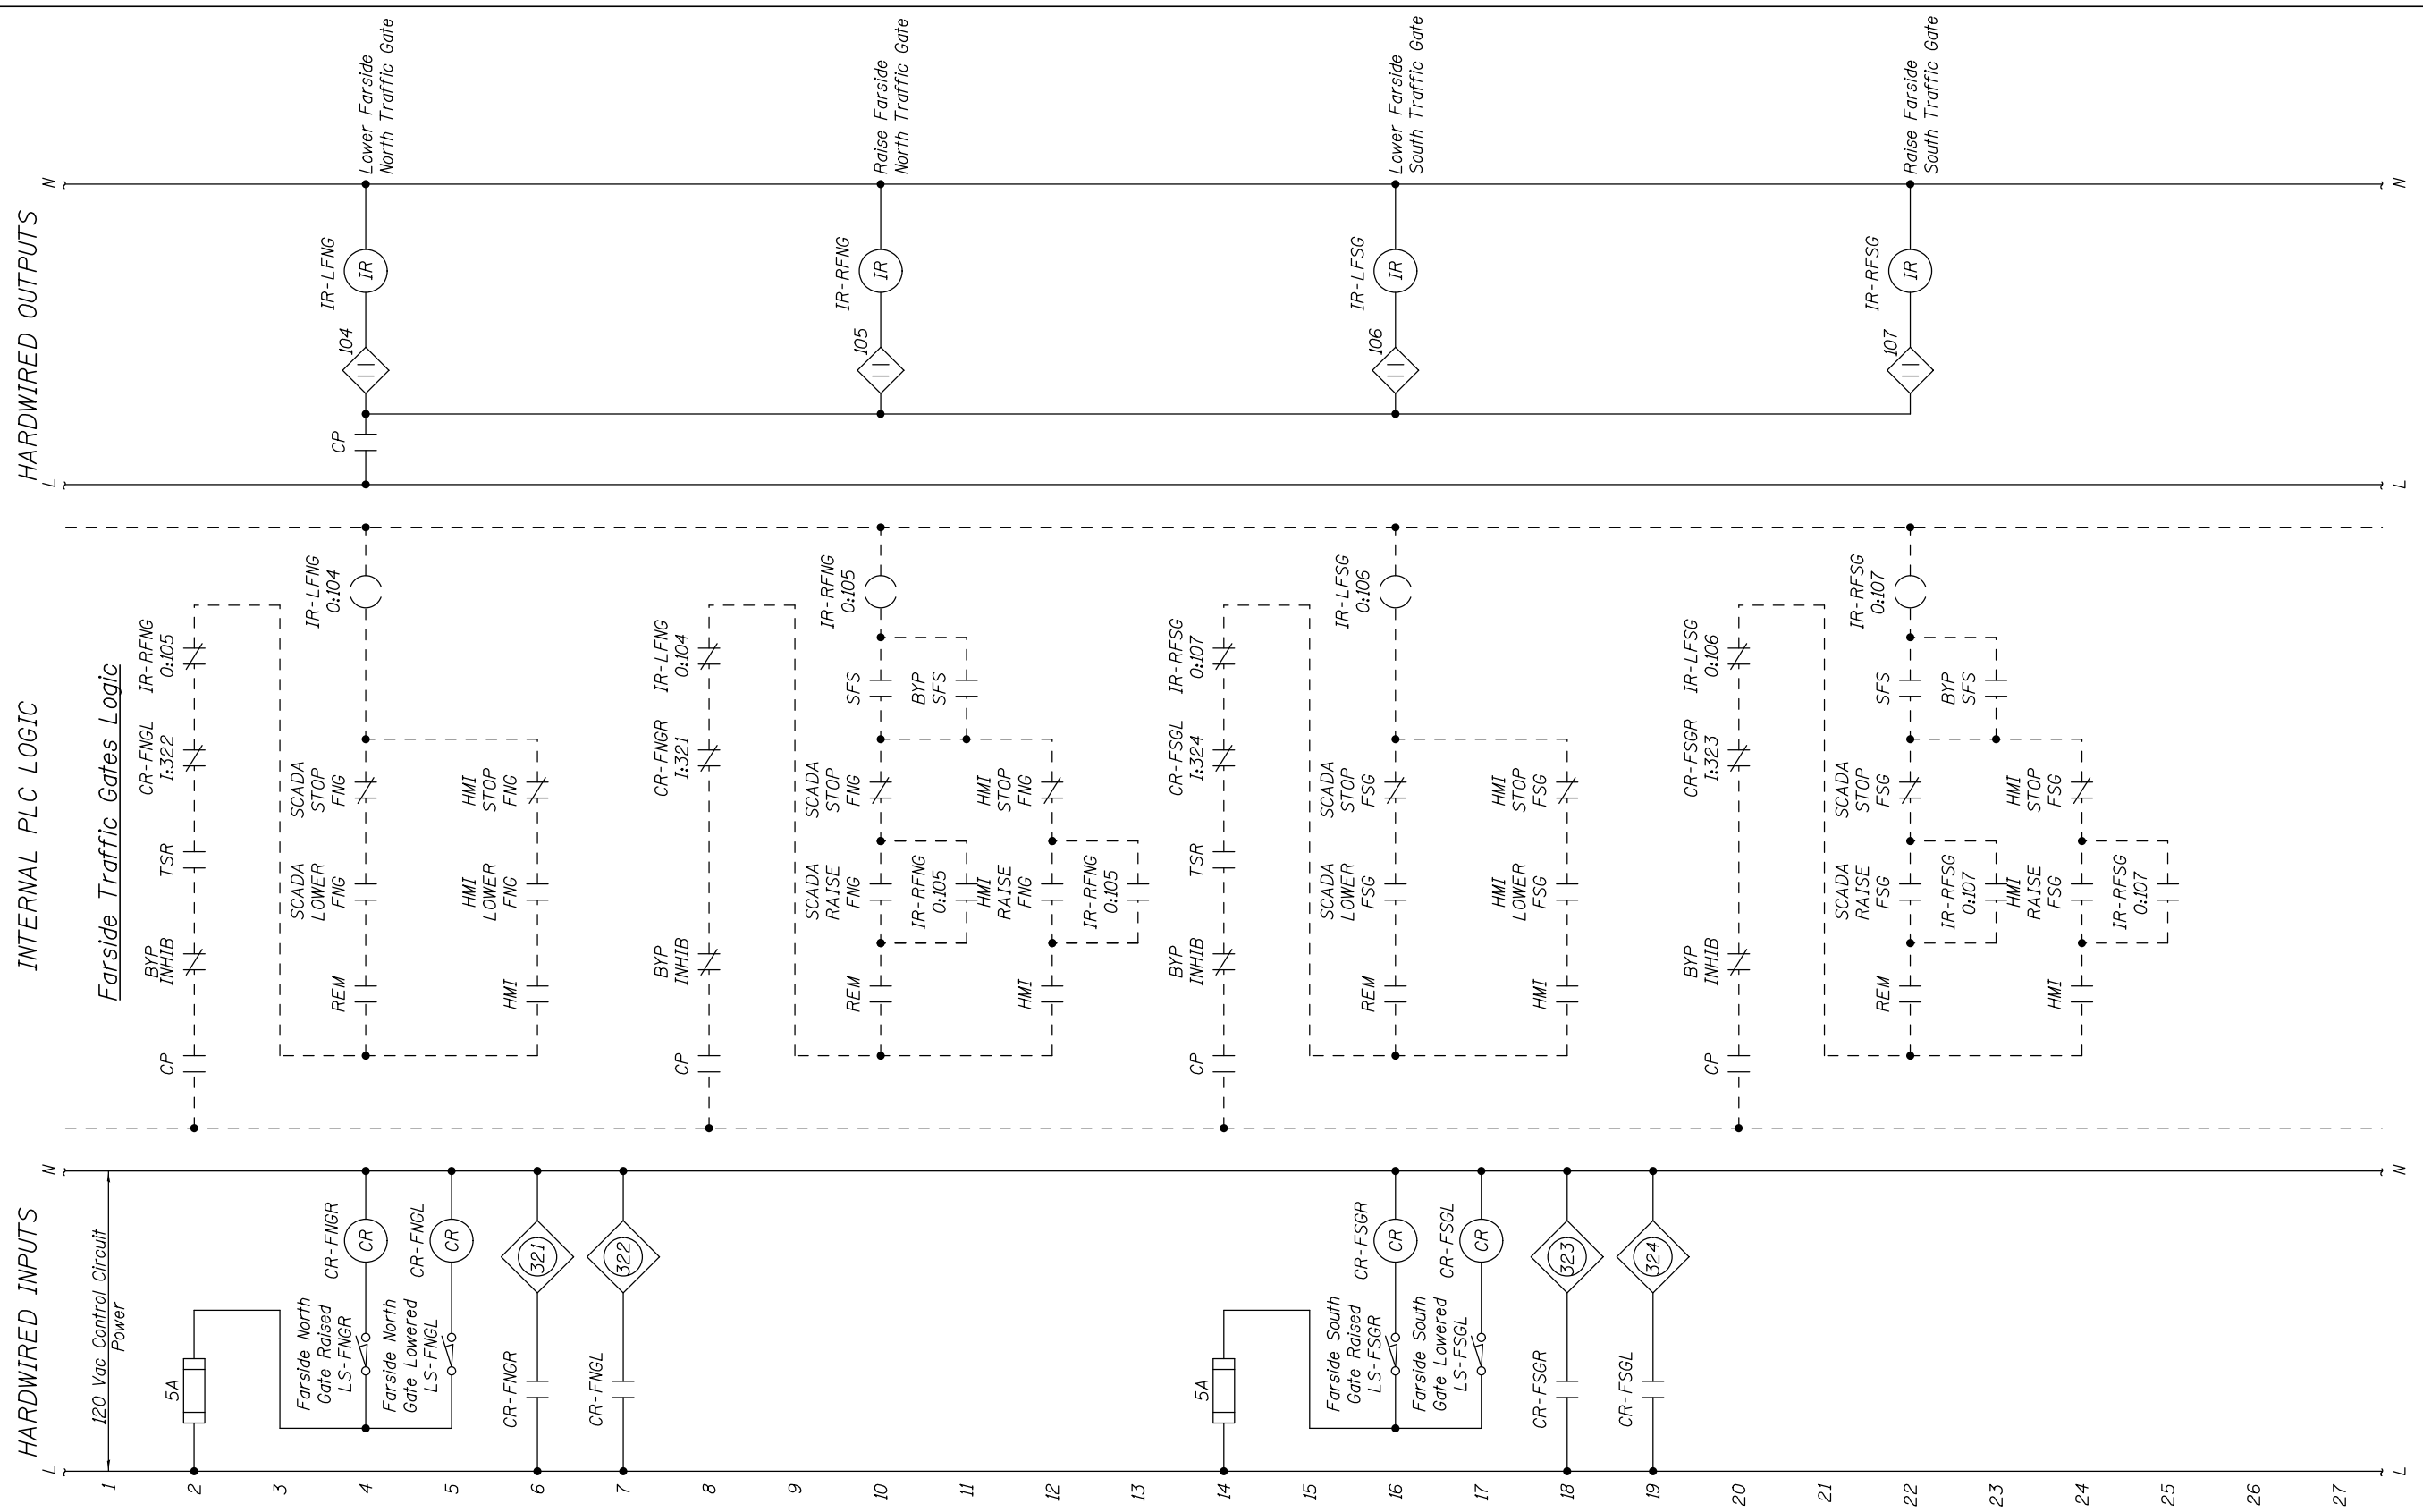 HARDWIRED INPUTS
INTERNAL PLC LOGIC
HARDWIRED OUTPUTS
L
N
L
N
1
120 Vac Control Circuit
Power
Farside Traffic Gates Logic
2
5A
CP
BYP
INHIB
TSR
CR-FNGL
I:322
IR-RFNG
O:105
3
4
Farside North
Gate Raised
LS-FNGR
CR-FNGR
CR
REM
SCADA
LOWER
FNG
SCADA
STOP
FNG
IR-LFNG
O:104
CP
104
IR-LFNG
IR
Lower Farside
North Traffic Gate
5
Farside North
Gate Lowered
LS-FNGL
CR-FNGL
CR
6
CR-FNGR
321
HMI
HMI
LOWER
FNG
HMI
STOP
FNG
7
CR-FNGL
322
8
CP
BYP
INHIB
CR-FNGR
I:321
IR-LFNG
O:104
9
10
REM
SCADA
RAISE
FNG
SCADA
STOP
FNG
SFS
IR-RFNG
O:105
105
IR-RFNG
IR
Raise Farside
North Traffic Gate
11
IR-RFNG
O:105
BYP
SFS
12
HMI
HMI
RAISE
FNG
HMI
STOP
FNG
13
IR-RFNG
O:105
14
5A
CP
BYP
INHIB
TSR
CR-FSGL
I:324
IR-RFSG
O:107
15
16
Farside South
Gate Raised
LS-FSGR
CR-FSGR
CR
REM
SCADA
LOWER
FSG
SCADA
STOP
FSG
IR-LFSG
O:106
106
IR-LFSG
IR
Lower Farside
South Traffic Gate
17
Farside South
Gate Lowered
LS-FSGL
CR-FSGL
CR
18
CR-FSGR
323
HMI
HMI
LOWER
FSG
HMI
STOP
FSG
19
CR-FSGL
324
20
CP
BYP
INHIB
CR-FSGR
I:323
IR-LFSG
O:106
21
22
REM
SCADA
RAISE
FSG
SCADA
STOP
FSG
SFS
IR-RFSG
O:107
107
IR-RFSG
IR
Raise Farside
South Traffic Gate
23
IR-RFSG
O:107
BYP
SFS
24
HMI
HMI
RAISE
FSG
HMI
STOP
FSG
25
IR-RFSG
O:107
26
27
L
N
L
N